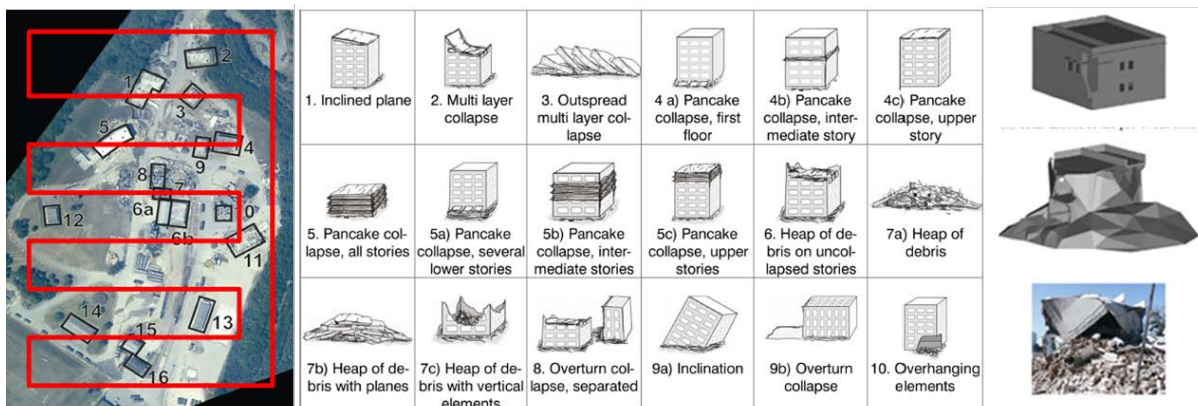 1
2
3
5
4
9
8
7
6a
12
0
6b
11
14
13
15
16
1. Inclined plane
2. Multi layer
collapse
3. Outspread
multi layer col-
lapse
4 a) Pancake
collapse, first
floor
4b) Pancake
collapse, inter-
mediate story
4c) Pancake
collapse, upper
story
5. Pancake col-
lapse, all stories
5a) Pancake
collapse, several
lower stories
5b) Pancake
collapse, inter-
mediate stories
5c) Pancake
collapse, upper
stories
6. Heap of de-
bris on uncol-
lapsed stories
7a) Heap of
debris
7b) Heap of de-
bris with planes
7c) Heap of
debris with vertical
elements
8. Overturn col-
lapse, separated
9a) Inclination
9b) Overturn
collapse
10. Overhanging
elements